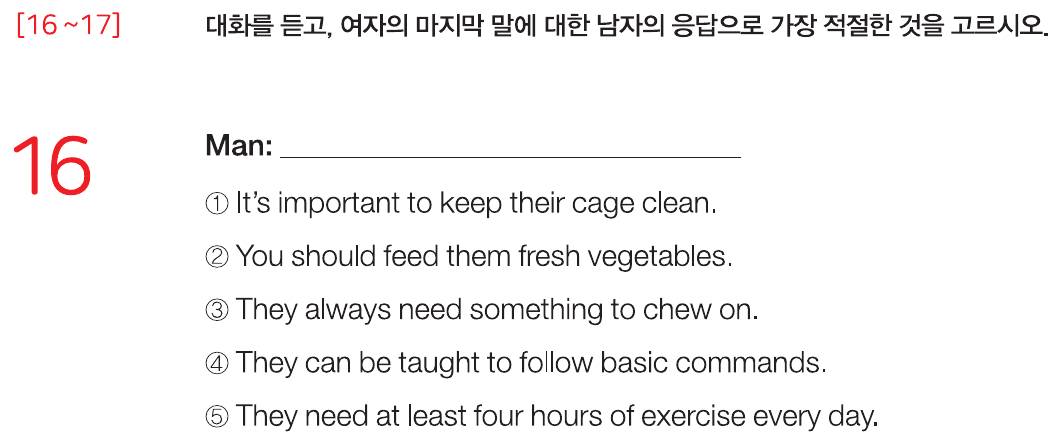 [16~17] 대화를 듣고, 여자의 마지막 말에 대한 남자의 응답으로 가장 적절한 것을 고르시오.
16 Man:
① It's important to keep their cage clean.
② You should feed them fresh vegetables.
③ They always need something to chew on.
④ They can be taught to follow basic commands.
⑤ They need at least four hours of exercise every day.